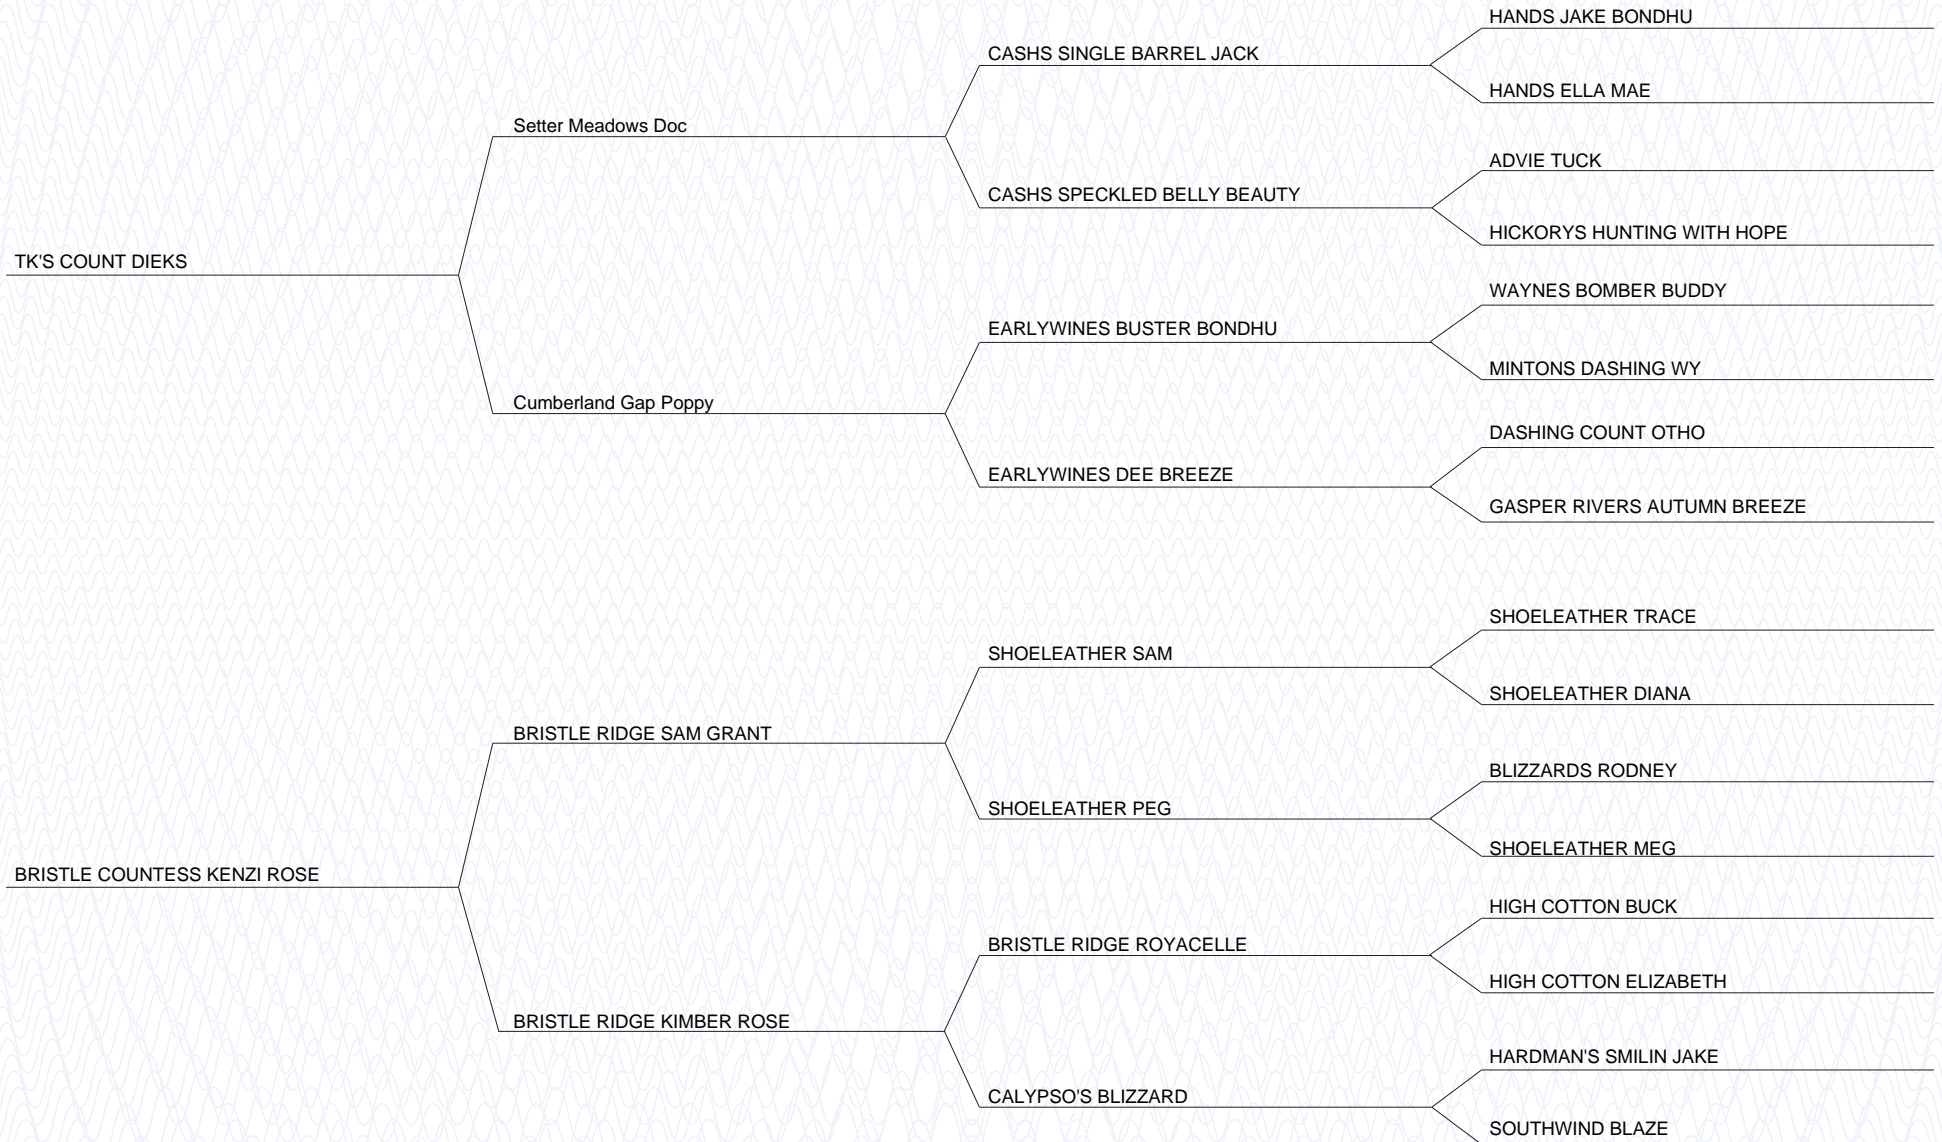 HANDS JAKE BONDHU
CASHS SINGLE BARREL JACK
HANDS ELLA MAE
Setter Meadows Doc
ADVIE TUCK
CASHS SPECKLED BELLY BEAUTY
HICKORYS HUNTING WITH HOPE
TK'S COUNT DIEKS
WAYNES BOMBER BUDDY
EARLYWINES BUSTER BONDHU
MINTONS DASHING WY
Cumberland Gap Poppy
DASHING COUNT OTHO
EARLYWINES DEE BREEZE
GASPER RIVERS AUTUMN BREEZE
SHOELEATHER TRACE
SHOELEATHER SAM
SHOELEATHER DIANA
BRISTLE RIDGE SAM GRANT
BLIZZARDS RODNEY
SHOELEATHER PEG
SHOELEATHER MEG
BRISTLE COUNTESS KENZI ROSE
HIGH COTTON BUCK
BRISTLE RIDGE ROYACELLE
HIGH COTTON ELIZABETH
BRISTLE RIDGE KIMBER ROSE
HARDMAN'S SMILIN JAKE
CALYPSO'S BLIZZARD
SOUTHWIND BLAZE